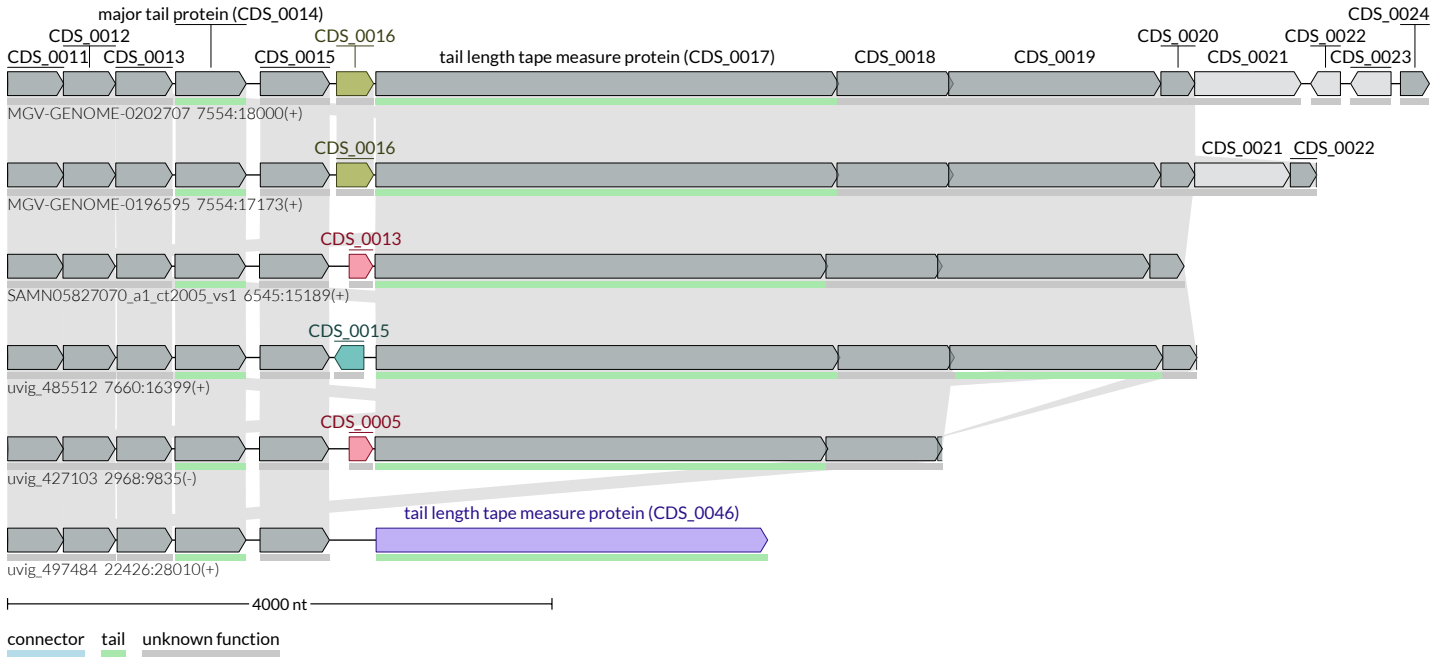 major tail protein (CDS_0014)
CDS_0024
CDS_0012
CDS_0016
CDS_0020
CDS_0022
CDS_0011
CDS_0013
CDS_0015
tail length tape measure protein (CDS_0017)
CDS_0018
CDS_0019
CDS_0021
CDS_0023
MGV-GENOME-0202707 7554:18000(+)
CDS_0016
CDS_0021
CDS_0022
MGV-GENOME-0196595 7554:17173(+)
CDS_0013
SAMN05827070_a1_ct2005_vs1 6545:15189(+)
CDS_0015
uvig_485512 7660:16399(+)
CDS_0005
uvig_427103 2968:9835(-)
tail length tape measure protein (CDS_0046)
uvig_497484 22426:28010(+)
4000 nt
connector tail unknown function